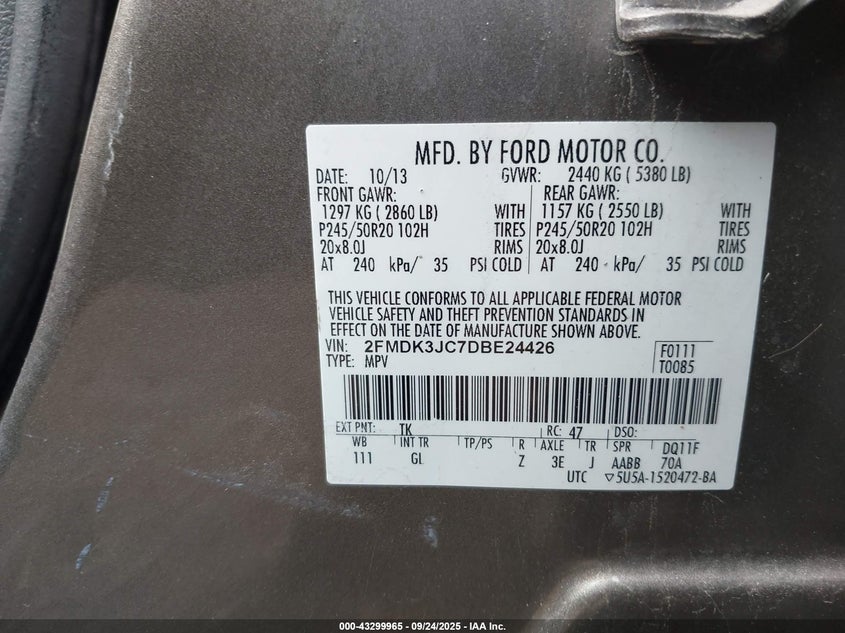 MFD. BY FORD MOTOR CO.
DATE: 10/13 GVWR: 2440 KG ( 5380 LB)
FRONT GAWR: REAR GAWR:
1297 KG ( 2860 LB) WITH 1157 KG ( 2550 LB) WITH
P245/50R20 102H TIRES P245/50R20 102H TIRES
20x8.0J RIMS 20x8.0J RIMS
AT 240 kPa/ 35 PSI COLD AT 240 kPa/ 35 PSI COLD
THIS VEHICLE CONFORMS TO ALL APPLICABLE FEDERAL MOTOR
VEHICLE SAFETY AND THEFT PREVENTION STANDARDS IN
EFFECT ON THE DATE OF MANUFACTURE SHOWN ABOVE.
VIN: 2FMDK3JC7DBE24426 F0111
TYPE: MPV T0085
EXT PNT: TK RC: 47 DSO:
WB INT TR TP/PS R AXLE TR SPR DQ11F
111 GL Z 3E J AABB 70A
UTC ▽5U5A-1520472-BA
000-43299965 - 09/24/2025 - IAA Inc.